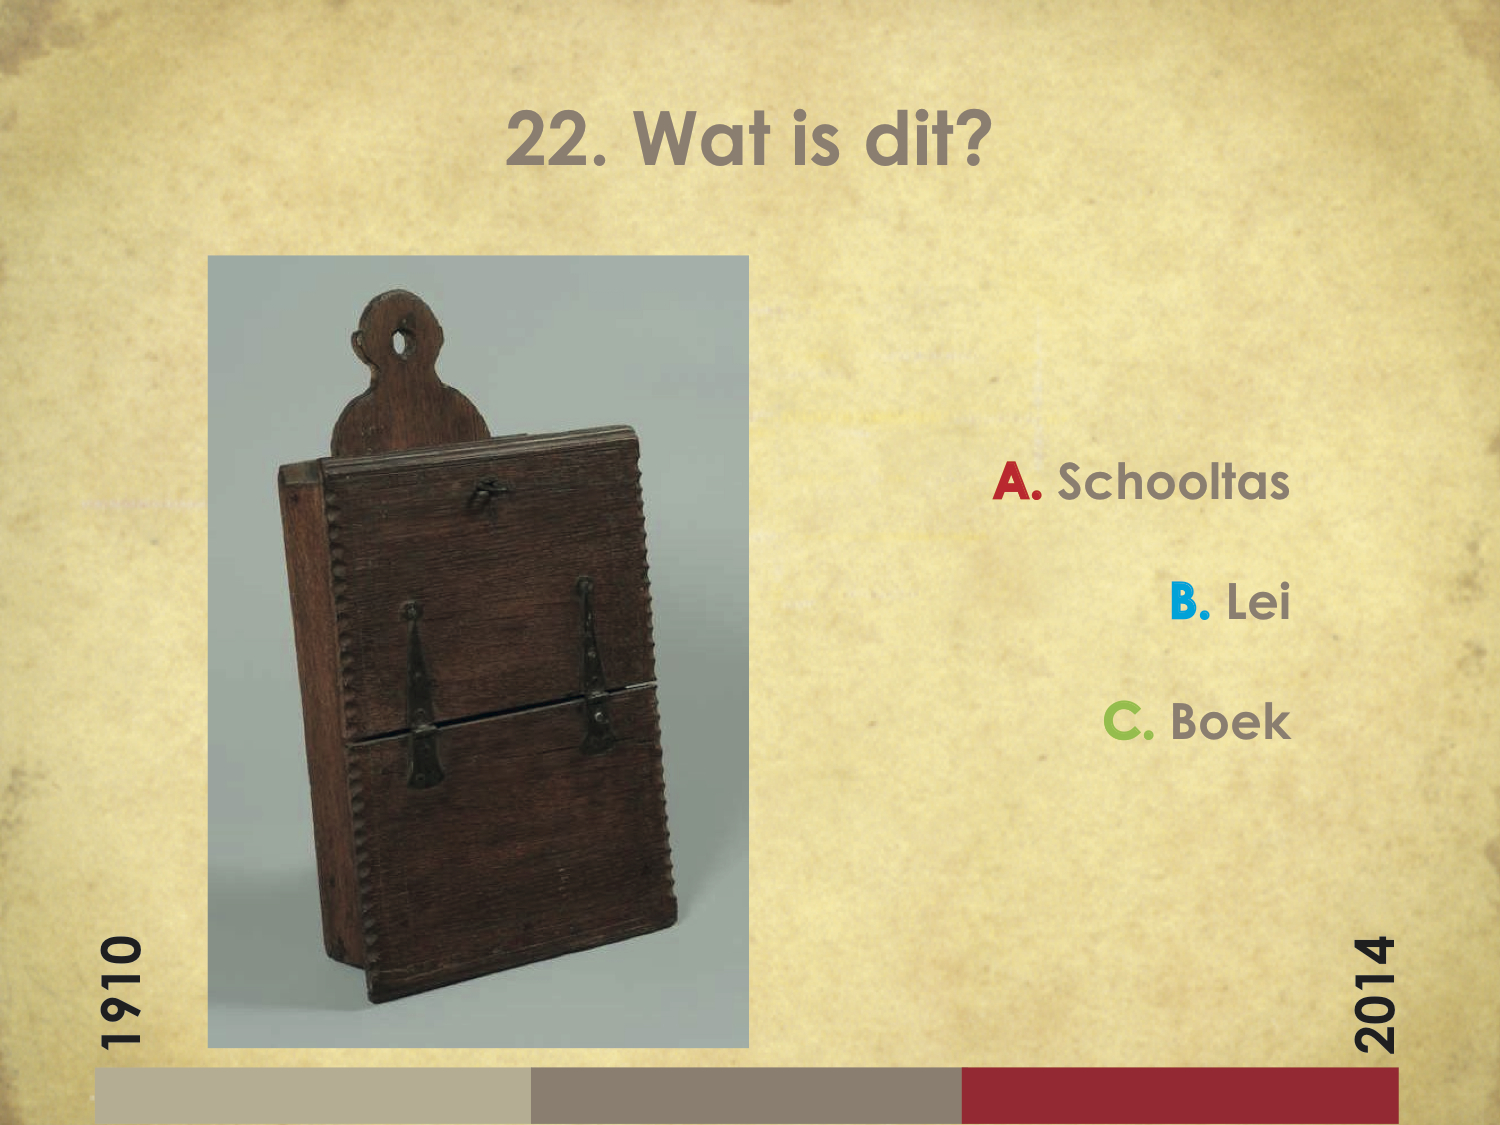 22. Wat is dit?
A. Schooltas
B. Lei
C. Boek
1910
2014